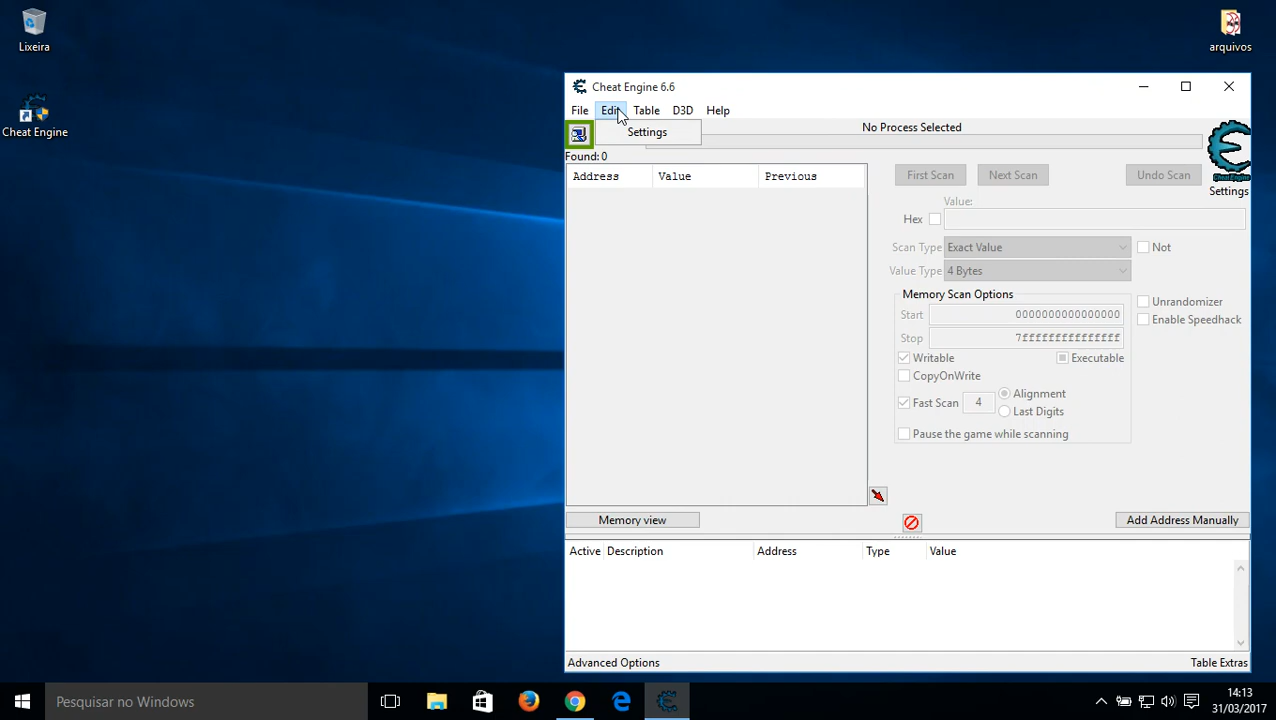 Lixeira
arquivos
Cheat Engine
Cheat Engine 6.6
File Edit Table D3D Help
Settings
No Process Selected
Found: 0
Address Value Previous
First Scan Next Scan Undo Scan
Settings
Value:
Hex
Scan Type Exact Value Not
Value Type 4 Bytes
Memory Scan Options
Start 0000000000000000
Stop 7fffffffffffffff
Unrandomizer
Enable Speedhack
Writable Executable
CopyOnWrite
Fast Scan 4 Alignment
Last Digits
Pause the game while scanning
Memory view Add Address Manually
Active Description Address Type Value
Advanced Options Table Extras
Pesquisar no Windows
14:13
31/03/2017